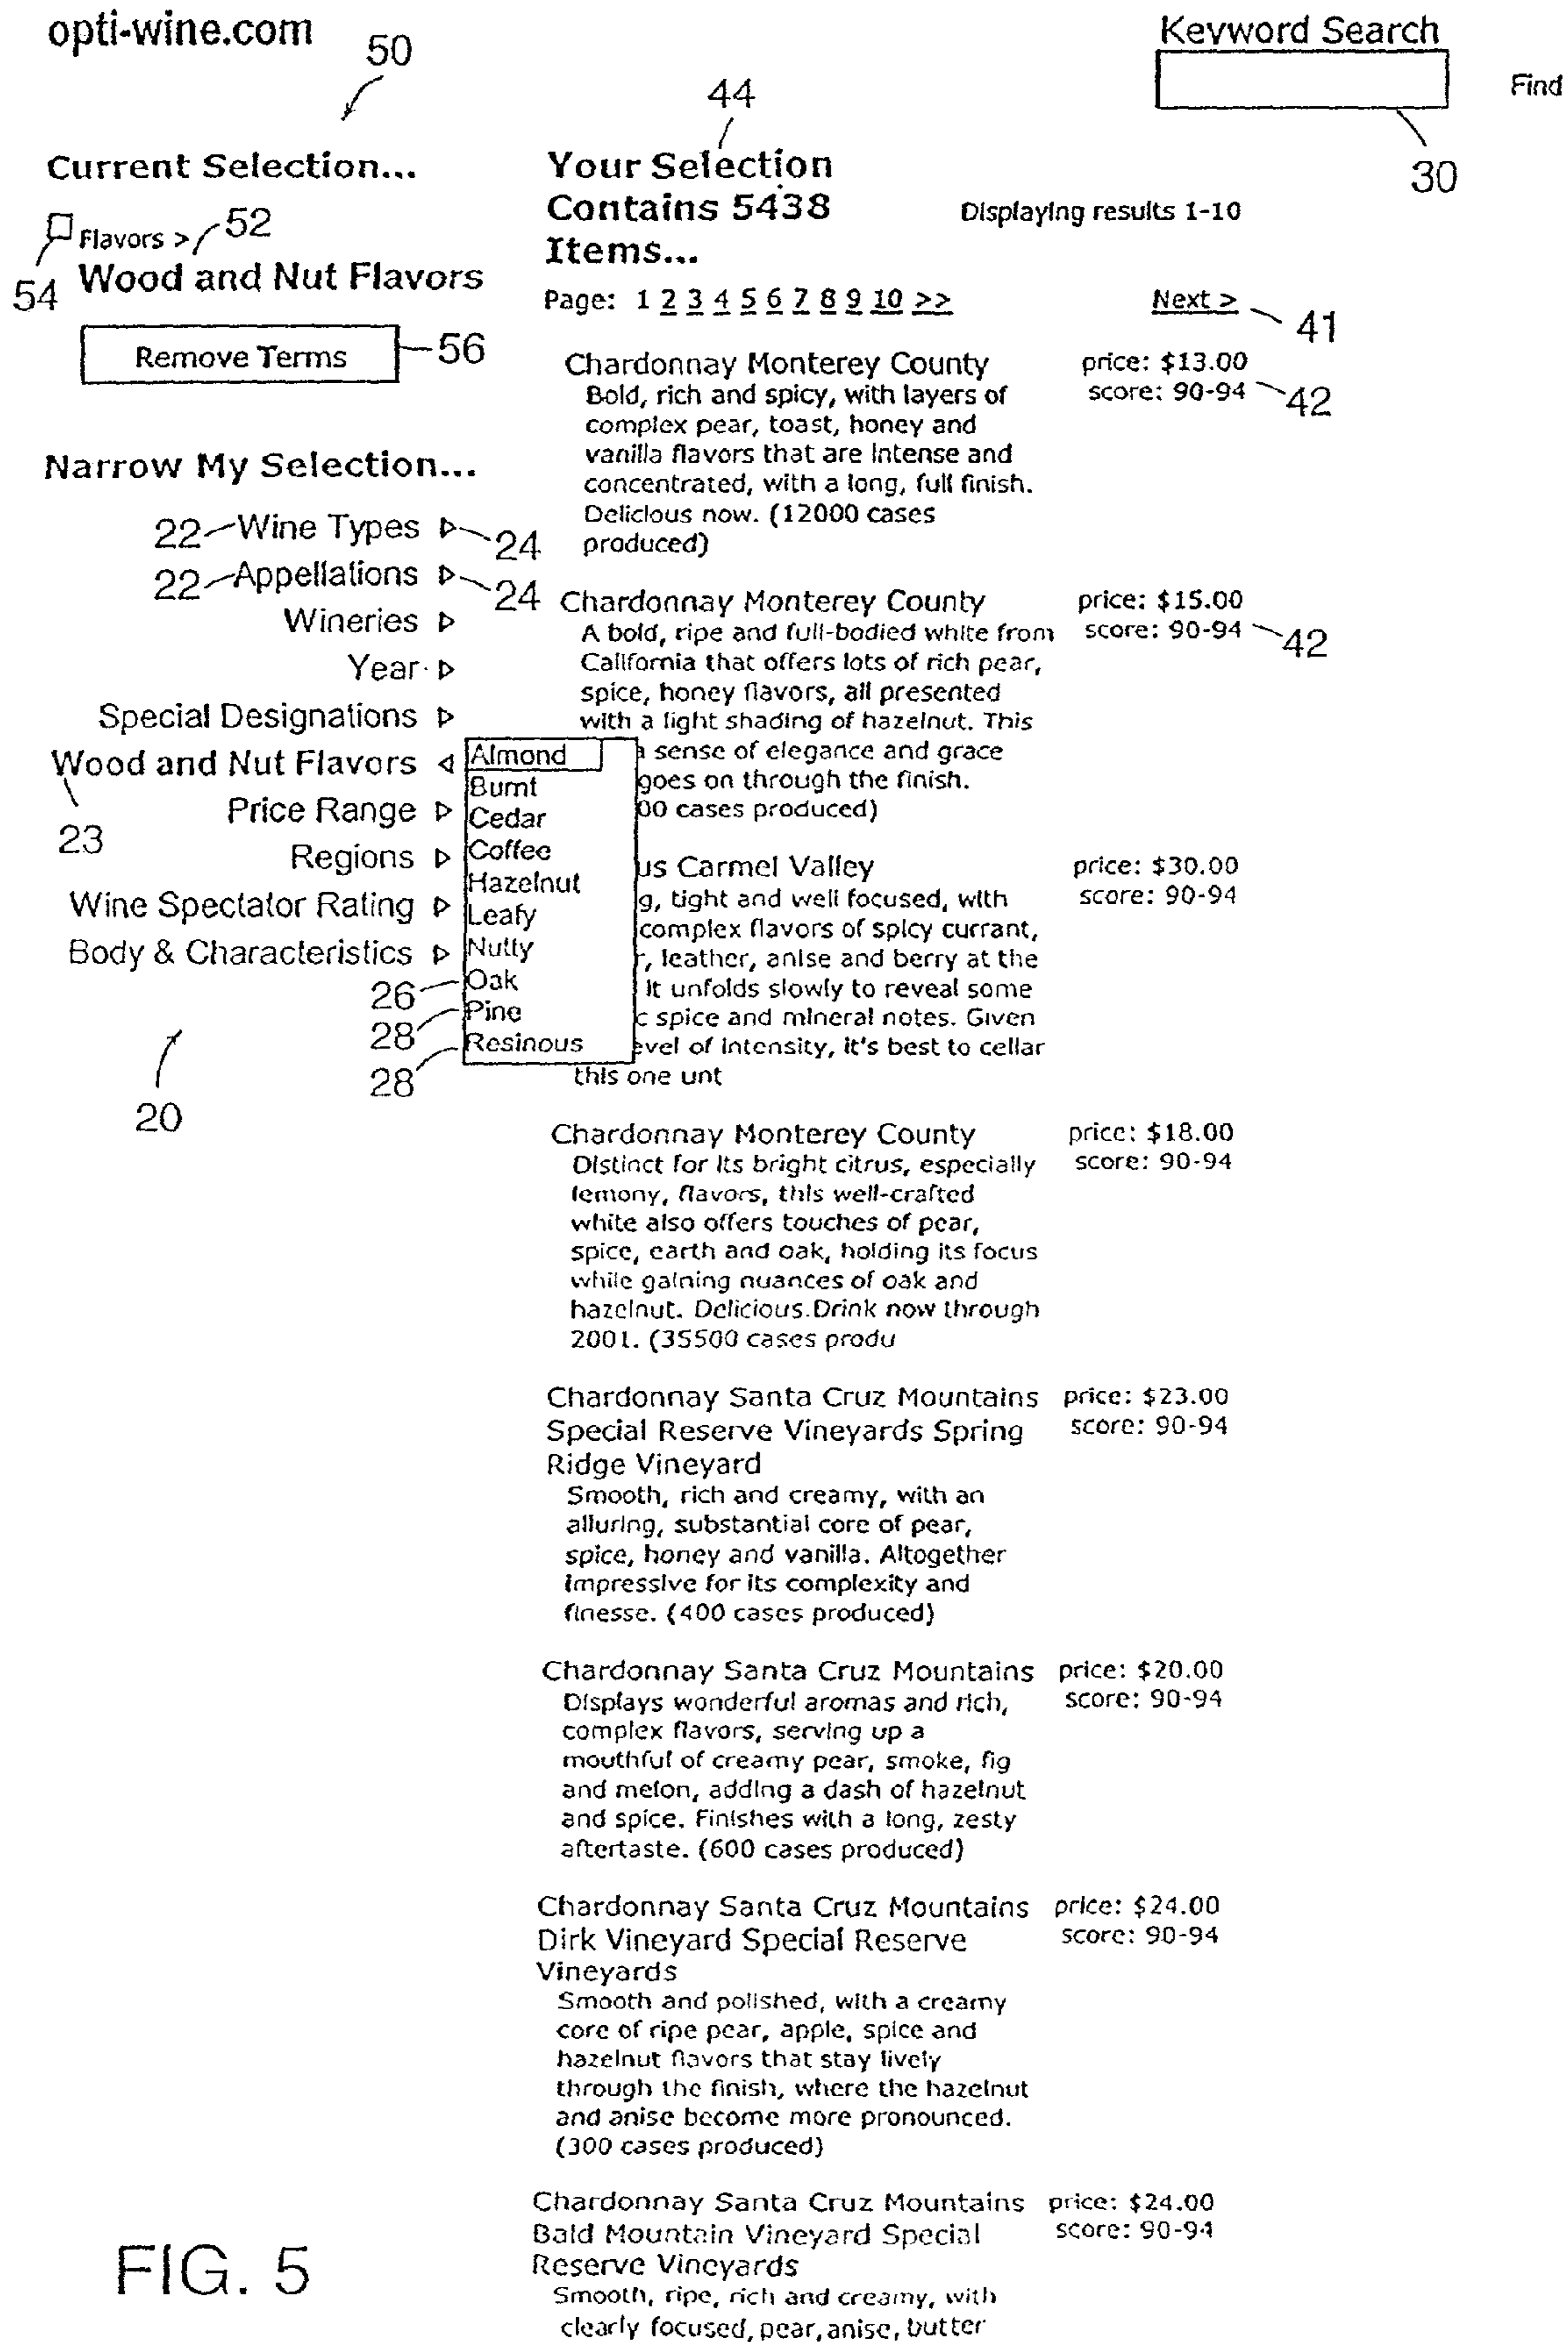 opti-wine.com
50
44
Keyword Search
Find
30
Current Selection...
Flavors >
52
54
Wood and Nut Flavors
Remove Terms
56
Narrow My Selection...
22
Wine Types
24
22
Appellations
24
Wineries
Year
Special Designations
Wood and Nut Flavors
23
Price Range
Regions
Wine Spectator Rating
Body & Characteristics
20
Almond
Burnt
Cedar
Coffee
Hazelnut
Leafy
Nutty
26
Oak
28
Pine
28
Resinous
Your Selection
Contains 5438
Items...
Displaying results 1-10
Page: 1 2 3 4 5 6 7 8 9 10 >>
Next >
41
Chardonnay Monterey County
price: $13.00
score: 90-94
42
Bold, rich and spicy, with layers of
complex pear, toast, honey and
vanilla flavors that are intense and
concentrated, with a long, full finish.
Delicious now. (12000 cases
produced)
Chardonnay Monterey County
price: $15.00
score: 90-94
42
A bold, ripe and full-bodied white from
California that offers lots of rich pear,
spice, honey flavors, all presented
with a light shading of hazelnut. This
a sense of elegance and grace
goes on through the finish.
00 cases produced)
us Carmel Valley
price: $30.00
score: 90-94
g, tight and well focused, with
complex flavors of spicy currant,
r, leather, anise and berry at the
It unfolds slowly to reveal some
c spice and mineral notes. Given
evel of intensity, it's best to cellar
this one unt
Chardonnay Monterey County
price: $18.00
score: 90-94
Distinct for its bright citrus, especially
lemony, flavors, this well-crafted
white also offers touches of pear,
spice, earth and oak, holding its focus
while gaining nuances of oak and
hazelnut. Delicious.Drink now through
2001. (35500 cases produ
Chardonnay Santa Cruz Mountains
Special Reserve Vineyards Spring
Ridge Vineyard
price: $23.00
score: 90-94
Smooth, rich and creamy, with an
alluring, substantial core of pear,
spice, honey and vanilla. Altogether
impressive for its complexity and
finesse. (400 cases produced)
Chardonnay Santa Cruz Mountains
price: $20.00
score: 90-94
Displays wonderful aromas and rich,
complex flavors, serving up a
mouthful of creamy pear, smoke, fig
and melon, adding a dash of hazelnut
and spice. Finishes with a long, zesty
aftertaste. (600 cases produced)
Chardonnay Santa Cruz Mountains
Dirk Vineyard Special Reserve
Vineyards
price: $24.00
score: 90-94
Smooth and polished, with a creamy
core of ripe pear, apple, spice and
hazelnut flavors that stay lively
through the finish, where the hazelnut
and anise become more pronounced.
(300 cases produced)
Chardonnay Santa Cruz Mountains
Bald Mountain Vineyard Special
Reserve Vineyards
price: $24.00
score: 90-94
Smooth, ripe, rich and creamy, with
clearly focused, pear, anise, butter
FIG. 5